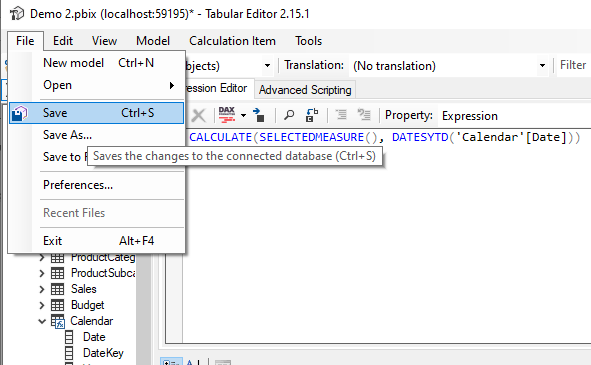 Demo 2.pbix (localhost:59195)* - Tabular Editor 2.15.1
File Edit View Model Calculation Item Tools
New model Ctrl+N
Open
Save Ctrl+S
Save As...
Save to
Preferences...
Recent Files
Exit Alt+F4
Saves the changes to the connected database (Ctrl+S)
Translation: (No translation) Filter
Advanced Scripting
Editor
DAX Property: Expression
CALCULATE(SELECTEDMEASURE(), DATESYTD('Calendar'[Date]))
ProductCateg
ProductSubca
Sales
Budget
Calendar
Date
DateKey